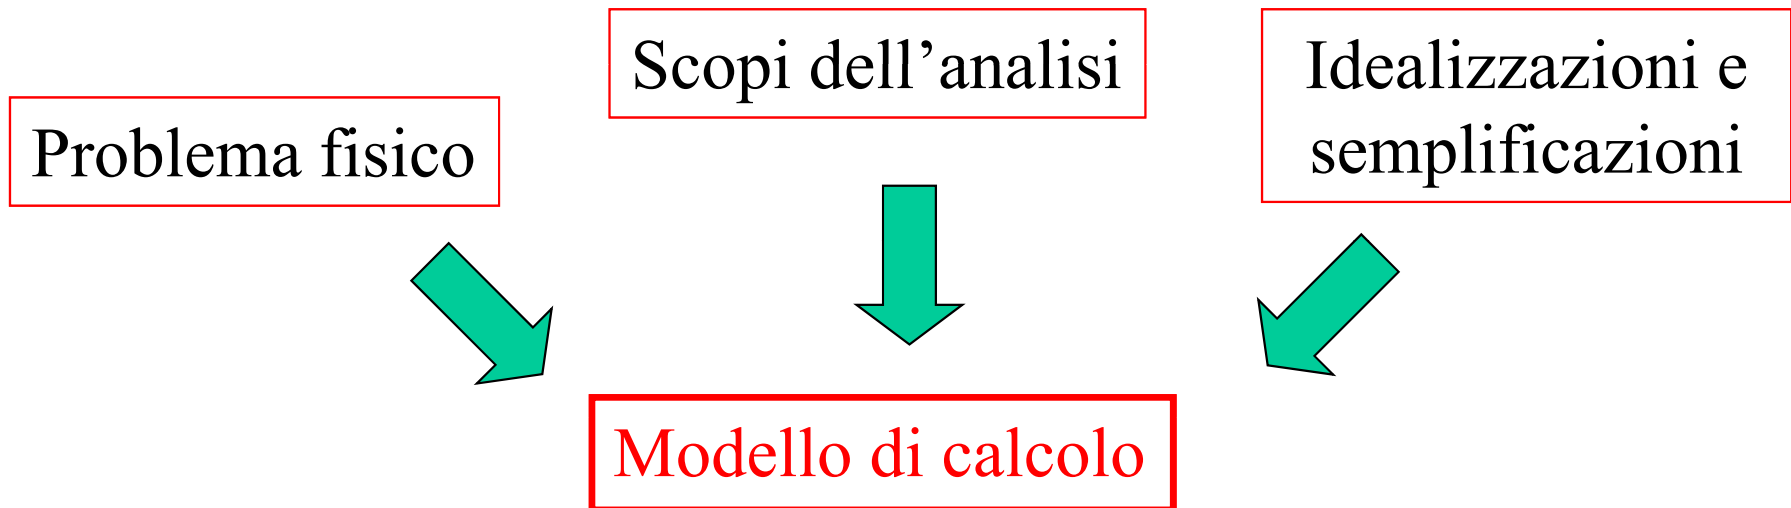 Problema fisico
Scopi dell’analisi
Idealizzazioni e
semplificazioni
Modello di calcolo